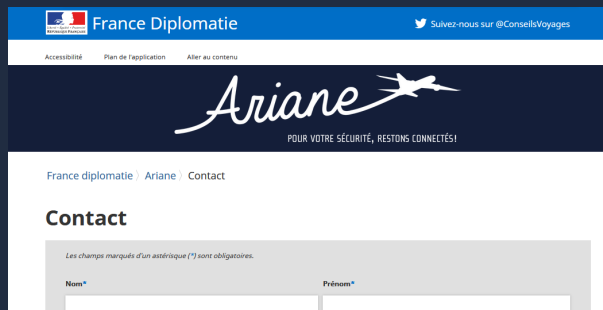 France Diplomatie
Suivez-nous sur @ConseilsVoyages
Accessibilité Plan de l'application Aller au contenu
Ariane
POUR VOTRE SÉCURITÉ, RESTONS CONNECTÉS!
France diplomatie Ariane Contact
Contact
Les champs marqués d'un astérisque (*) sont obligatoires.
Nom* Prénom*